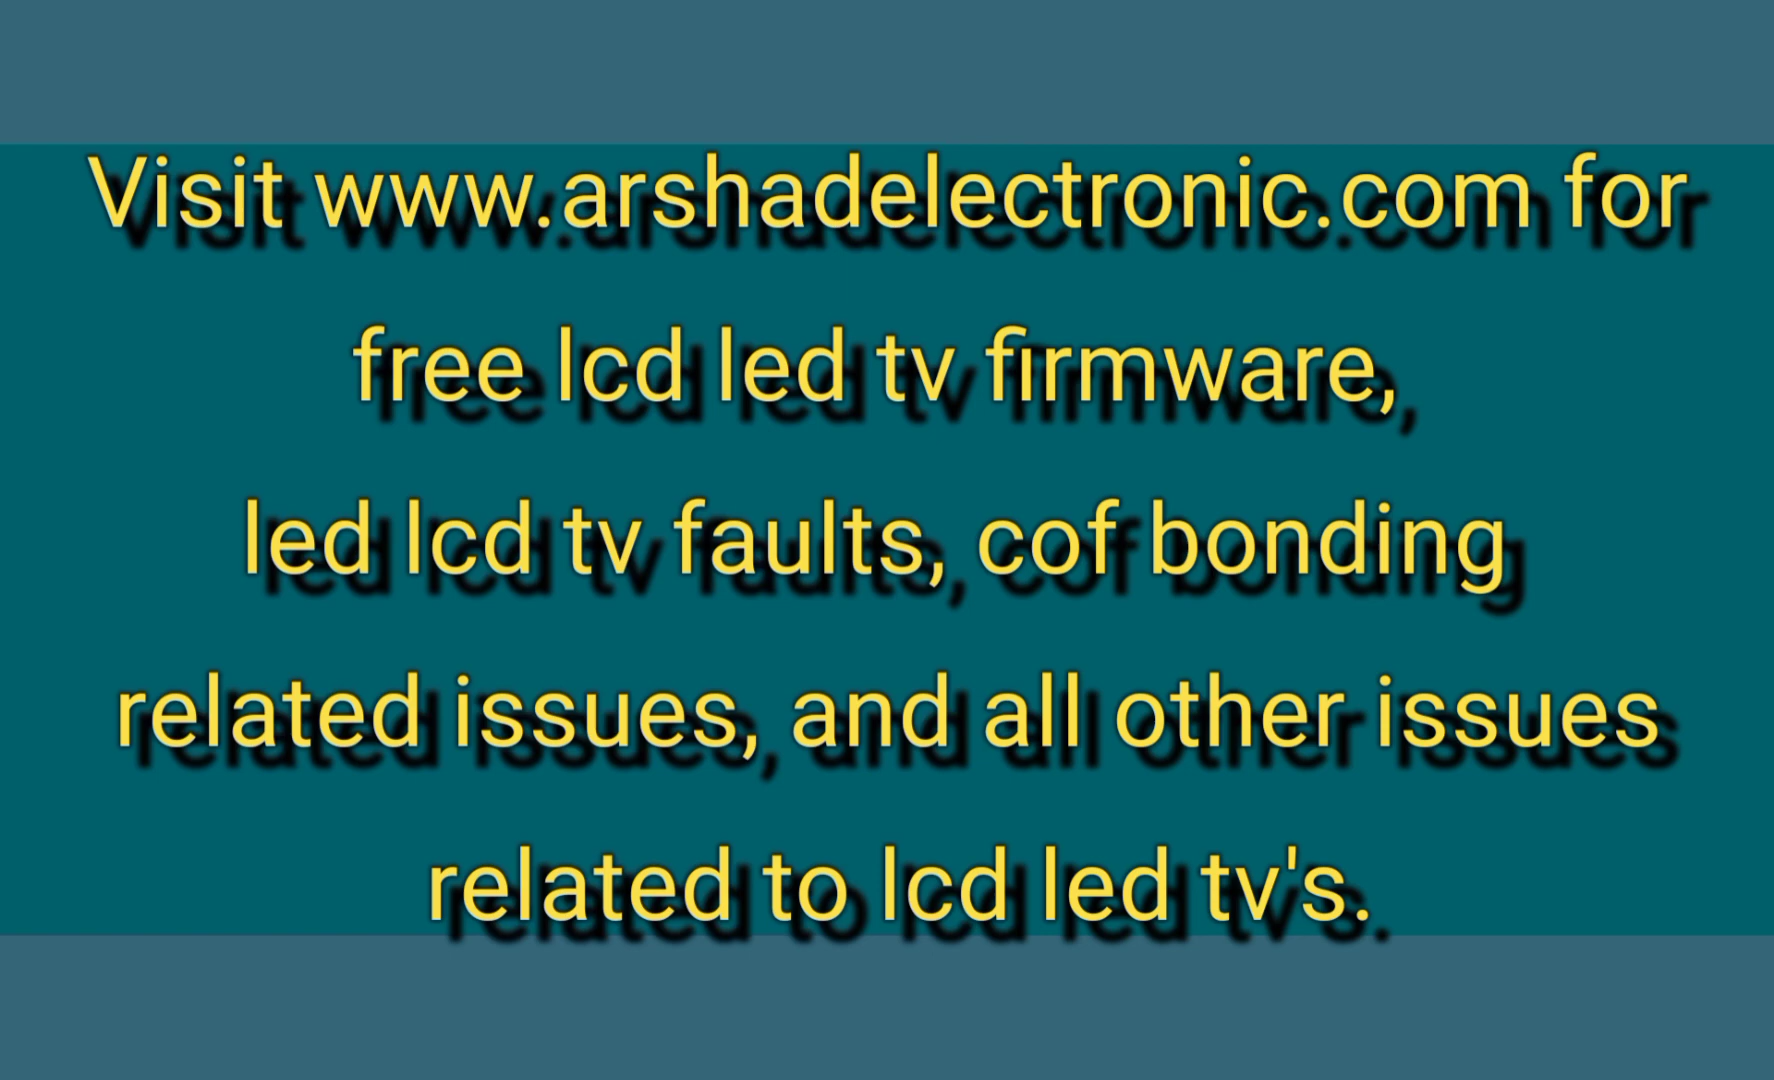 Visit www.arshadelectronic.com for
free lcd led tv firmware,
led lcd tv faults, cof bonding
related issues, and all other issues
related to lcd led tv's.